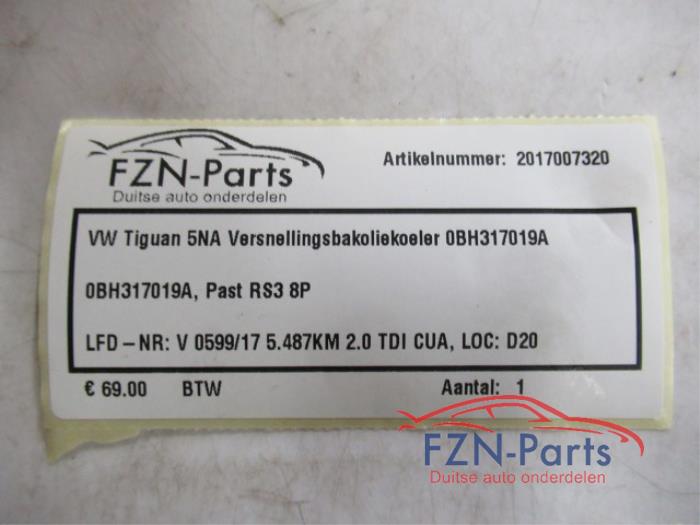 FZN-Parts
Duitse auto onderdelen
Artikelnummer: 2017007320
VW Tiguan 5NA Versnellingsbakoliekoeler 0BH317019A
0BH317019A, Past RS3 8P
LFD-NR: V 0599/17 5.487KM 2.0 TDI CUA, LOC: D20
€ 69.00 BTW Aantal: 1
FZN-Parts
Duitse auto onderdelen